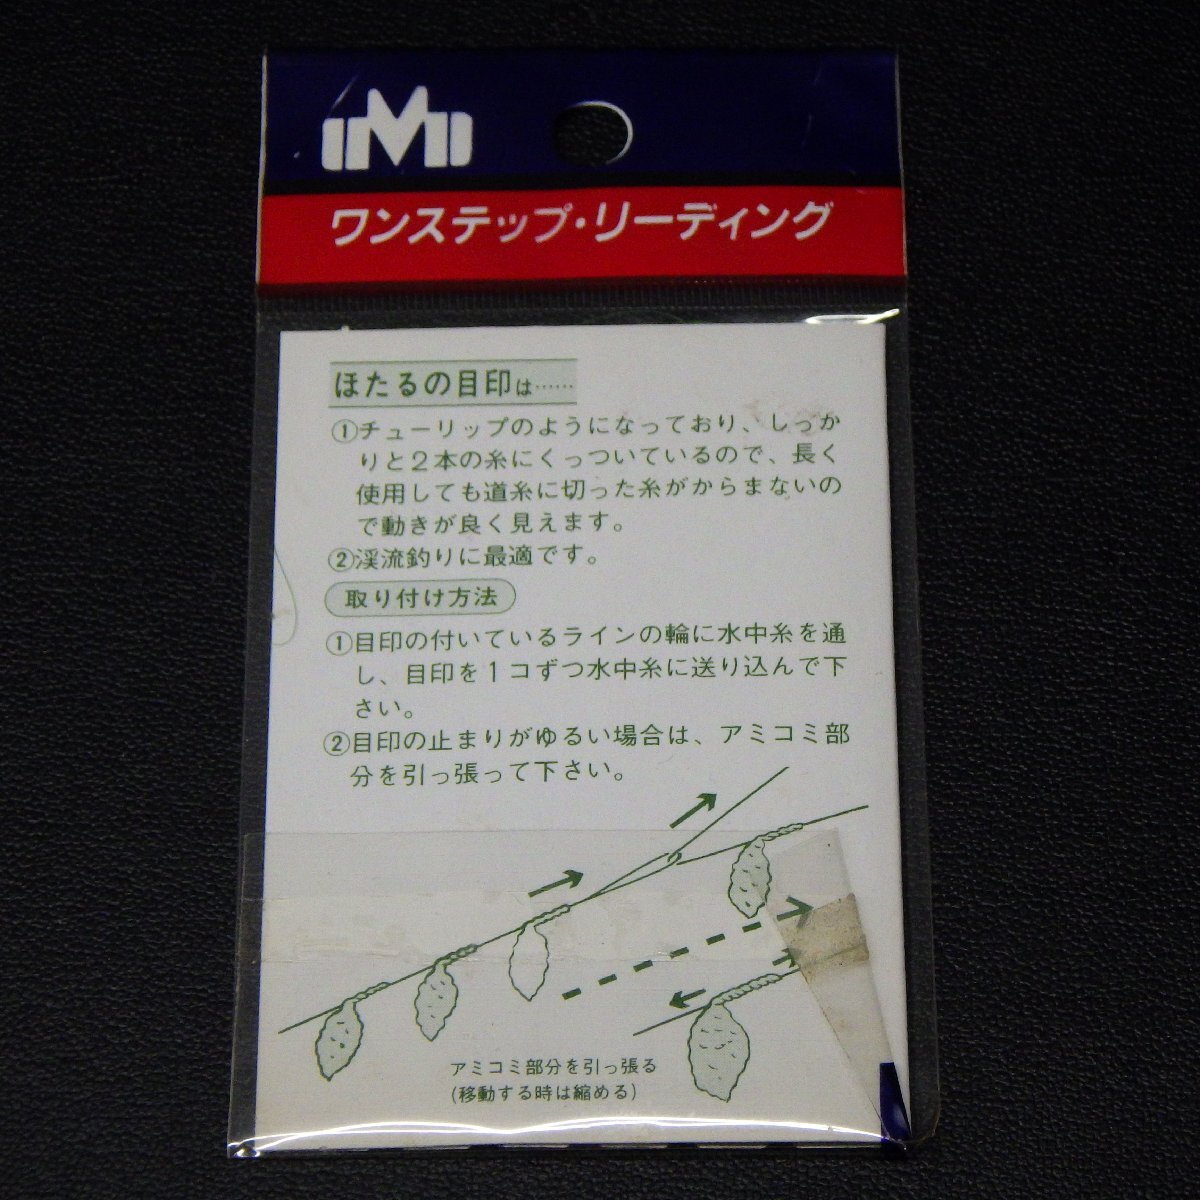 M
ワンステップ・リーディング
ほたるの目印は……
①チューリップのようになっており、しっか
りと2本の糸にくっついているので、長く
使用しても道糸に切った糸がからまないの
で動きが良く見えます。
②渓流釣りに最適です。
取り付け方法
①目印の付いているラインの輪に水中糸を通
し、目印を1コずつ水中糸に送り込んで下
さい。
②目印の止まりがゆるい場合は、アミコミ部
分を引っ張って下さい。
アミコミ部分を引っ張る
(移動する時は縮める)